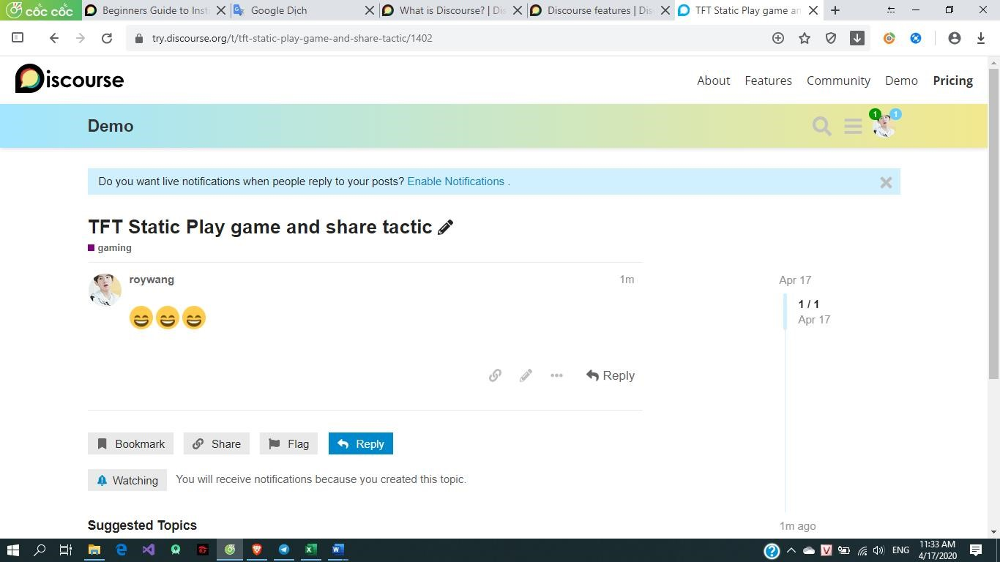 cốc cốc
Beginners Guide to Inst
Google Dịch
What is Discourse? | Dis
Discourse features | Dis
TFT Static Play game an
try.discourse.org/t/tft-static-play-game-and-share-tactic/1402
Discourse
About Features Community Demo Pricing
Demo
1 1
Do you want live notifications when people reply to your posts? Enable Notifications .
TFT Static Play game and share tactic
gaming
roywang 1m
Apr 17
1 / 1
Apr 17
Reply
Bookmark Share Flag Reply
Watching You will receive notifications because you created this topic.
Suggested Topics
1m ago
ENG
11:33 AM
4/17/2020